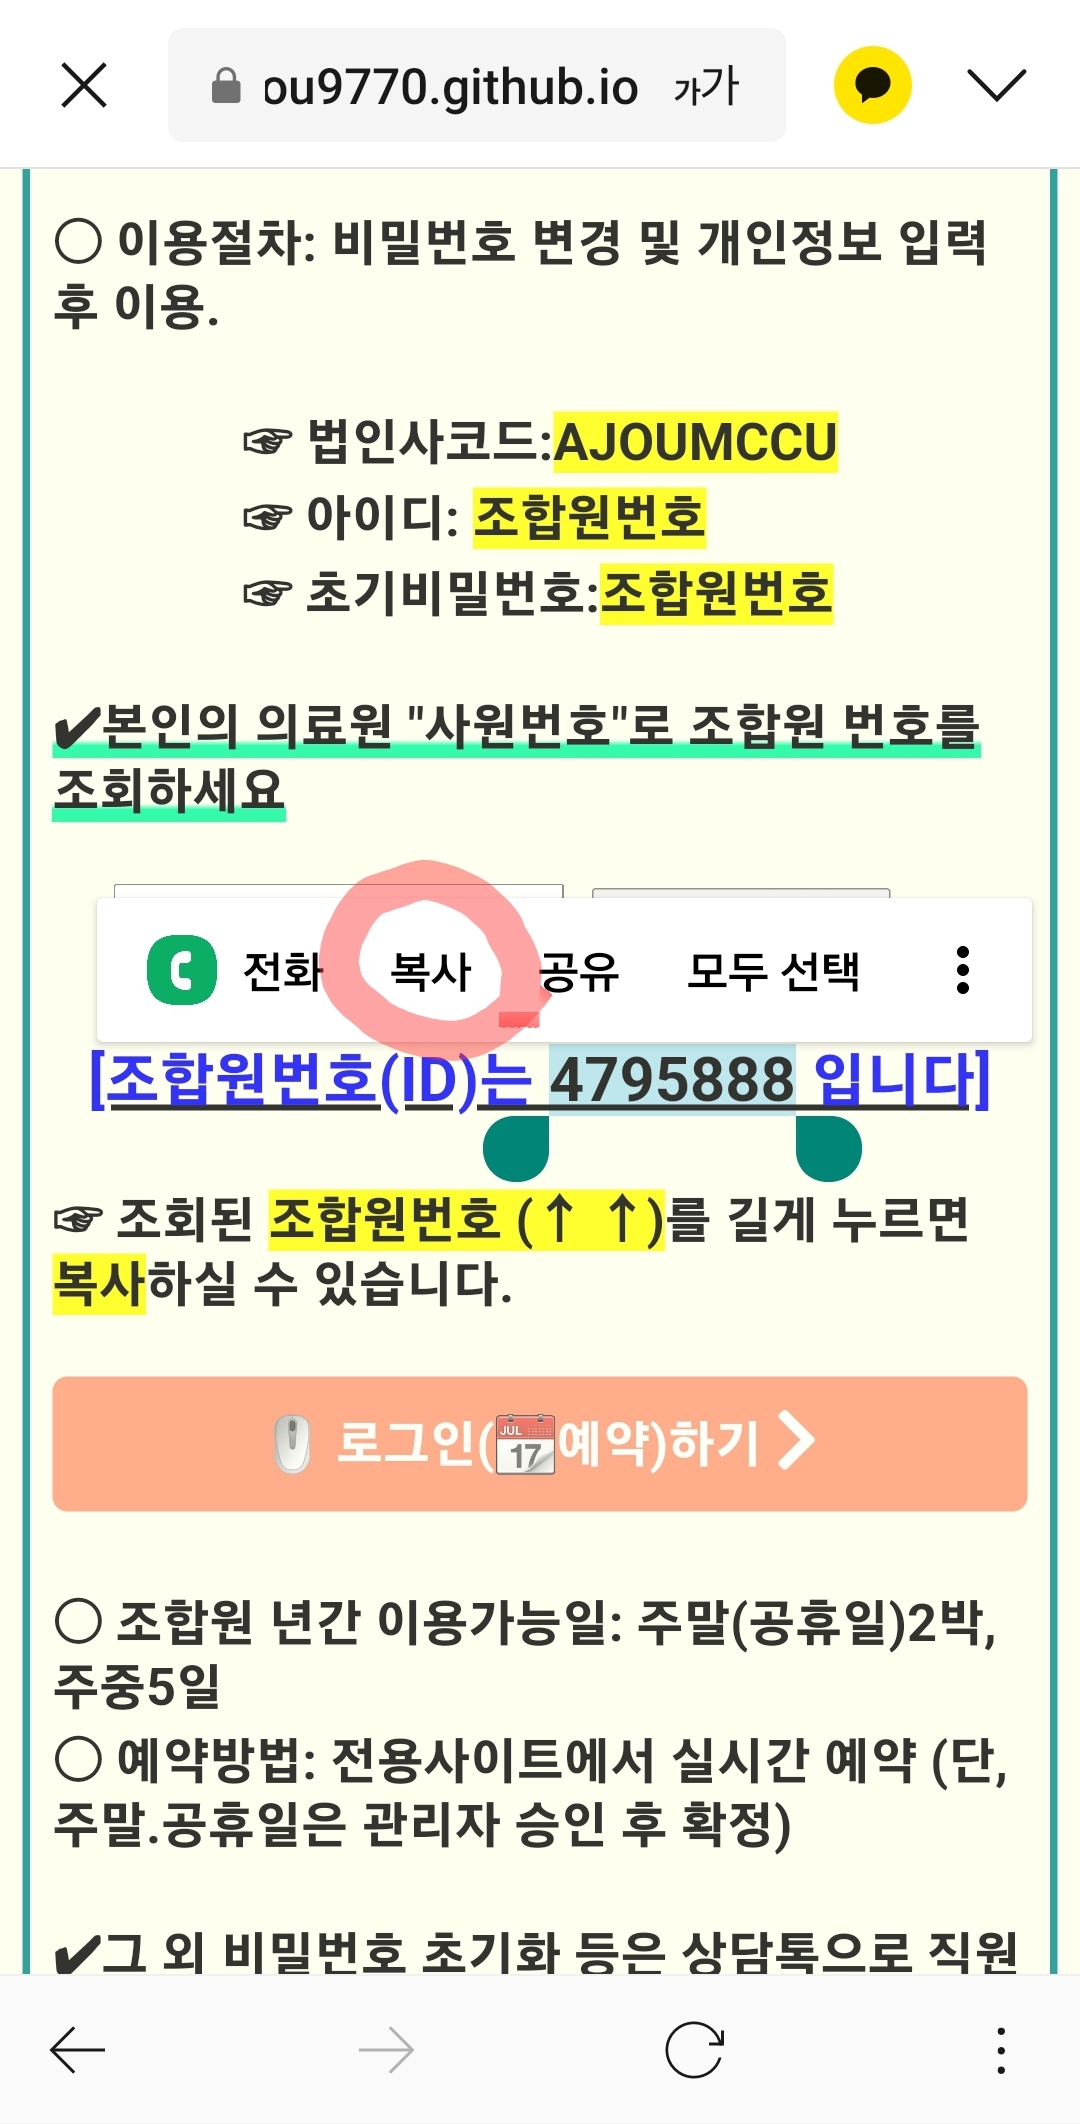 ou9770.github.io 가가
○ 이용절차: 비밀번호 변경 및 개인정보 입력
후 이용.
☞ 법인사코드:AJOUMCCU
☞ 아이디: 조합원번호
☞ 초기비밀번호:조합원번호
✔본인의 의료원 "사원번호"로 조합원 번호를
조회하세요
전화 복사 공유 모두 선택
[조합원번호(ID)는 4795888 입니다]
☞ 조회된 조합원번호 (↑ ↑)를 길게 누르면
복사하실 수 있습니다.
로그인(JUL 17예약)하기
○ 조합원 년간 이용가능일: 주말(공휴일)2박,
주중5일
○ 예약방법: 전용사이트에서 실시간 예약 (단,
주말.공휴일은 관리자 승인 후 확정)
✔그 외 비밀번호 초기화 등은 상담톡으로 직원